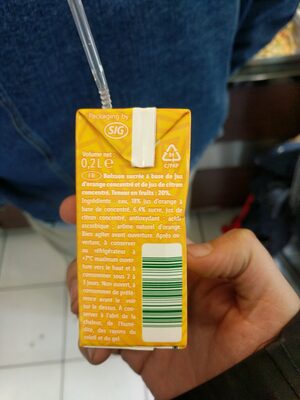 Packaging by
SIG
Volume net
0,2L e
C/PAP
FR Boisson sucrée à base de jus
d'orange concentré et de jus de citron
concentré. Teneur en fruits : 20%.
Ingrédients : eau, 18% jus d'orange à
base de concentré, 6,4% sucre, jus de
citron concentré, antioxydant : acide
ascorbique ; arôme naturel d'orange.
Bien agiter avant ouverture. Après ou-
verture, à conserver
au réfrigérateur à
+7°C maximum ouver-
ture vers le haut et à
consommer sous 2 à
3 jours. Non ouvert, à
consommer de préfé-
rence avant le : voir
sur le dessus. À con-
server à l'abri de la
chaleur, de l'humi-
dité, des rayons du
soleil et du gel.